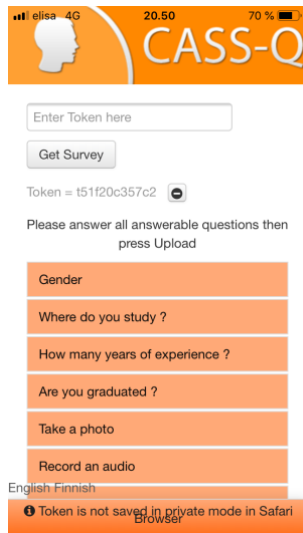 elisa 4G 20.50 70 %
CASS-Q
Enter Token here
Get Survey
Token = t51f20c357c2
Please answer all answerable questions then
press Upload
Gender
Where do you study ?
How many years of experience ?
Are you graduated ?
Take a photo
Record an audio
English Finnish
Token is not saved in private mode in Safari
Browser